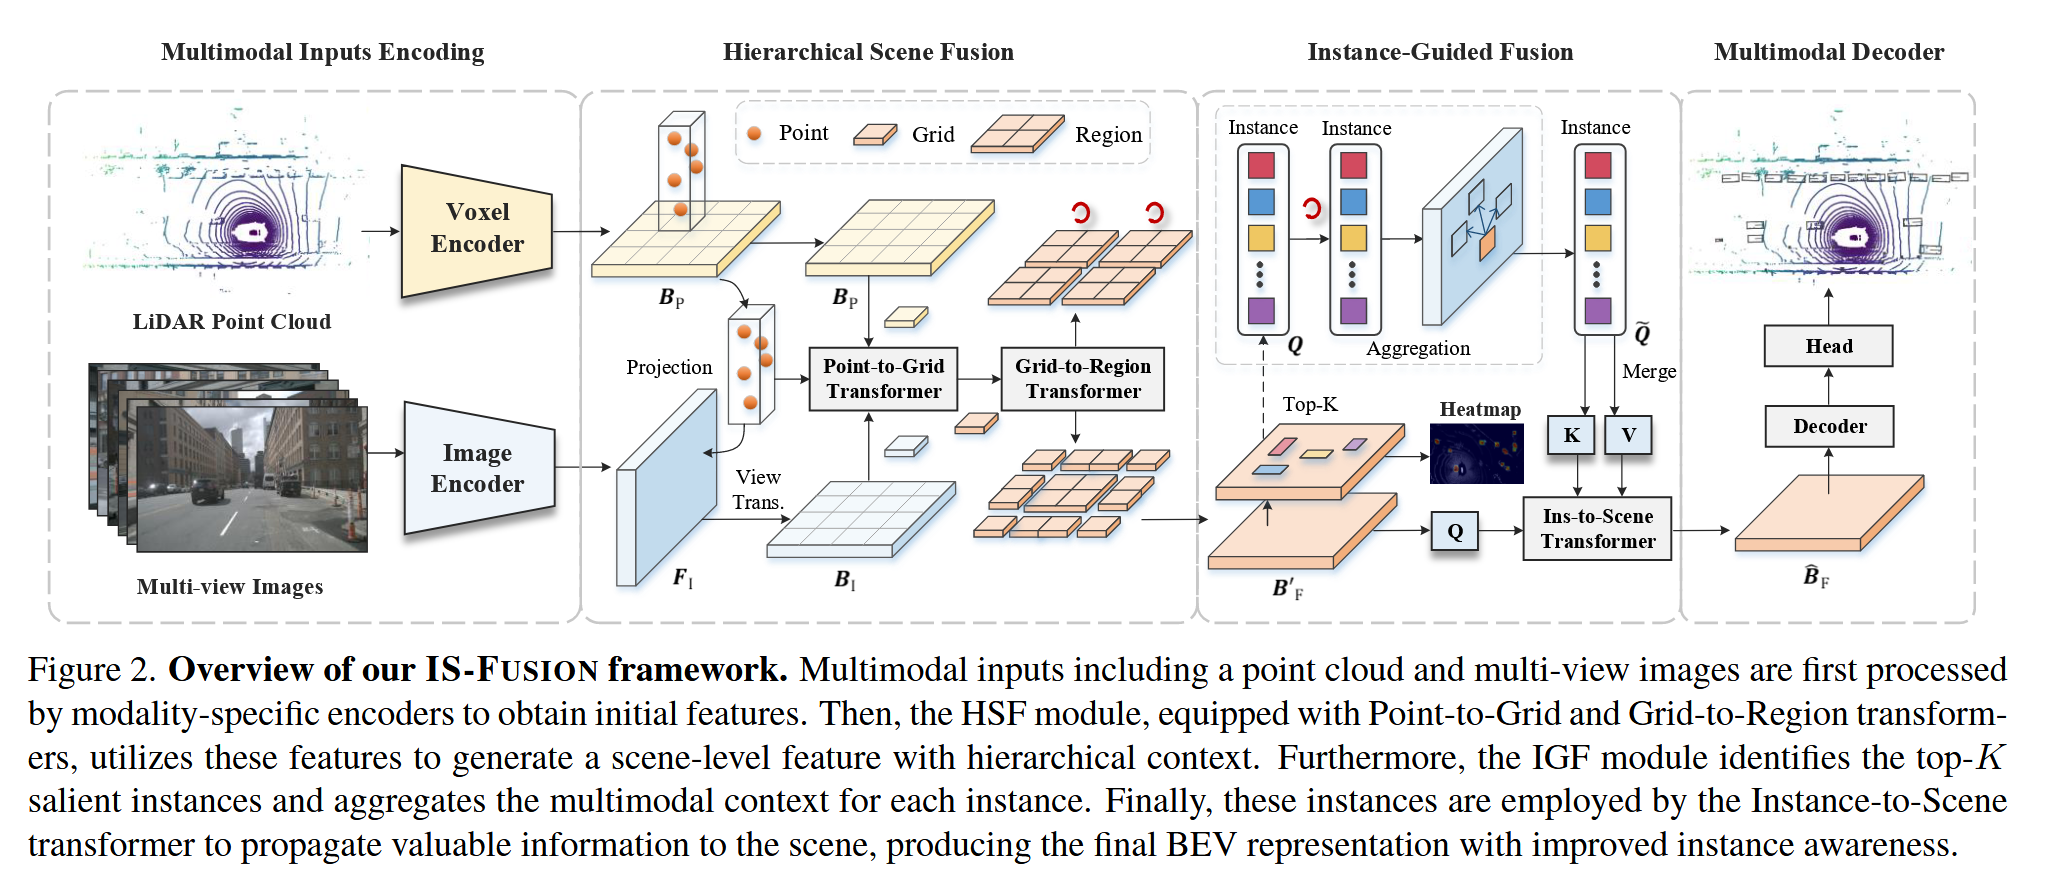 Multimodal Inputs Encoding
Hierarchical Scene Fusion
Instance-Guided Fusion
Multimodal Decoder
LiDAR Point Cloud
Voxel
Encoder
Multi-view Images
Image
Encoder
Point
Grid
Region
B_P
B_P
Projection
F_I
View
Trans.
B_I
Point-to-Grid
Transformer
Grid-to-Region
Transformer
Instance
Instance
Instance
Q
Aggregation
Q̃
Merge
Top-K
Heatmap
K
V
B′_F
Q
Ins-to-Scene
Transformer
Head
Decoder
B̂_F
Figure 2. Overview of our IS-FUSION framework. Multimodal inputs including a point cloud and multi-view images are first processed
by modality-specific encoders to obtain initial features. Then, the HSF module, equipped with Point-to-Grid and Grid-to-Region transform-
ers, utilizes these features to generate a scene-level feature with hierarchical context. Furthermore, the IGF module identifies the top-K
salient instances and aggregates the multimodal context for each instance. Finally, these instances are employed by the Instance-to-Scene
transformer to propagate valuable information to the scene, producing the final BEV representation with improved instance awareness.